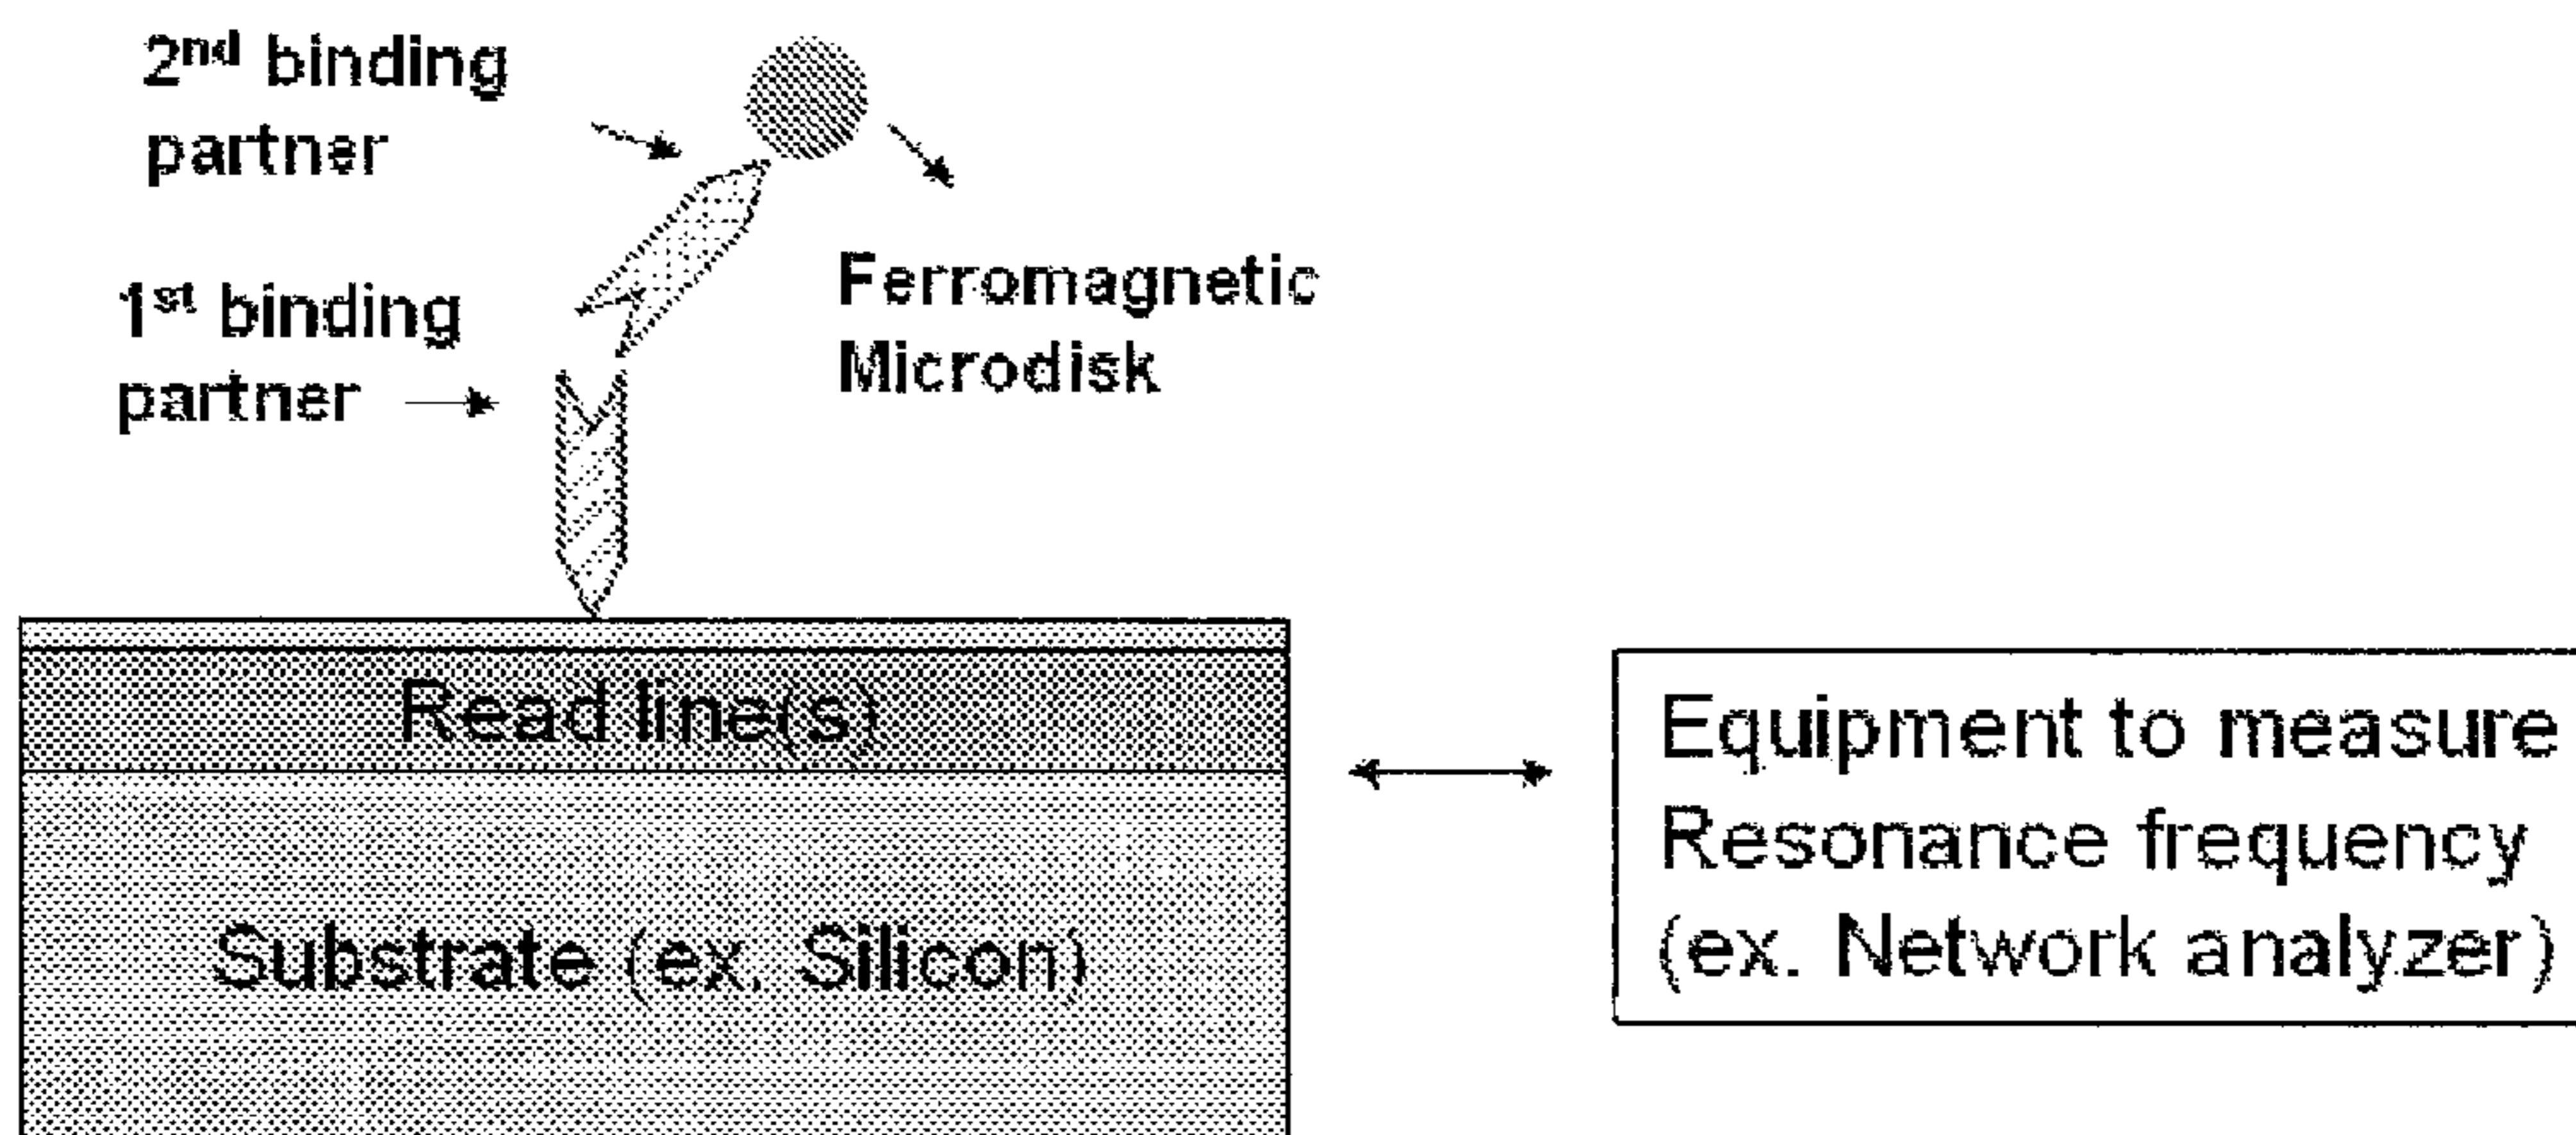 2nd binding
partner
1st binding
partner
Ferromagnetic
Microdisk
Read line(s)
Substrate (ex. Silicon)
Equipment to measure
Resonance frequency
(ex. Network analyzer)